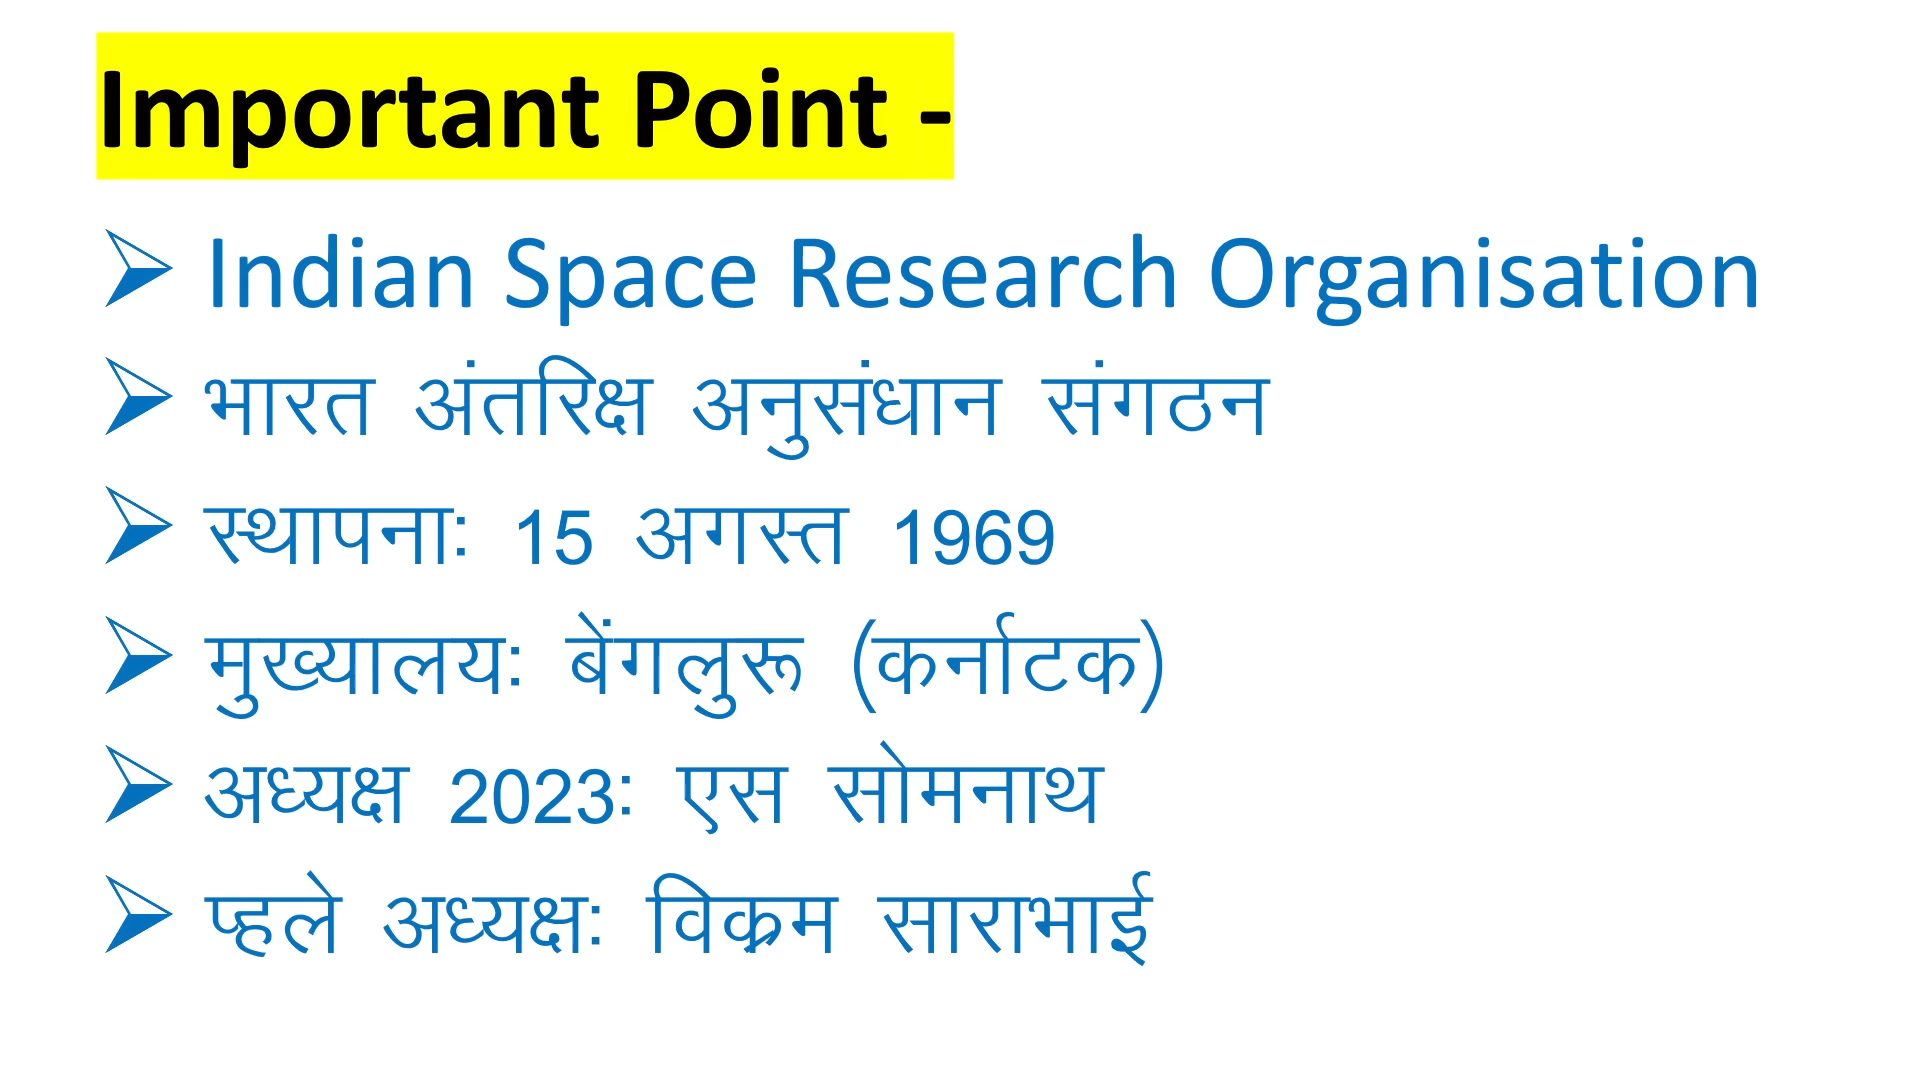 Important Point -
Indian Space Research Organisation
भारत अंतरिक्ष अनुसंधान संगठन
स्थापना: 15 अगस्त 1969
मुख्यालय: बेंगलुरू (कर्नाटक)
अध्यक्ष 2023: एस सोमनाथ
प्हले अध्यक्ष: विक्रम साराभाई